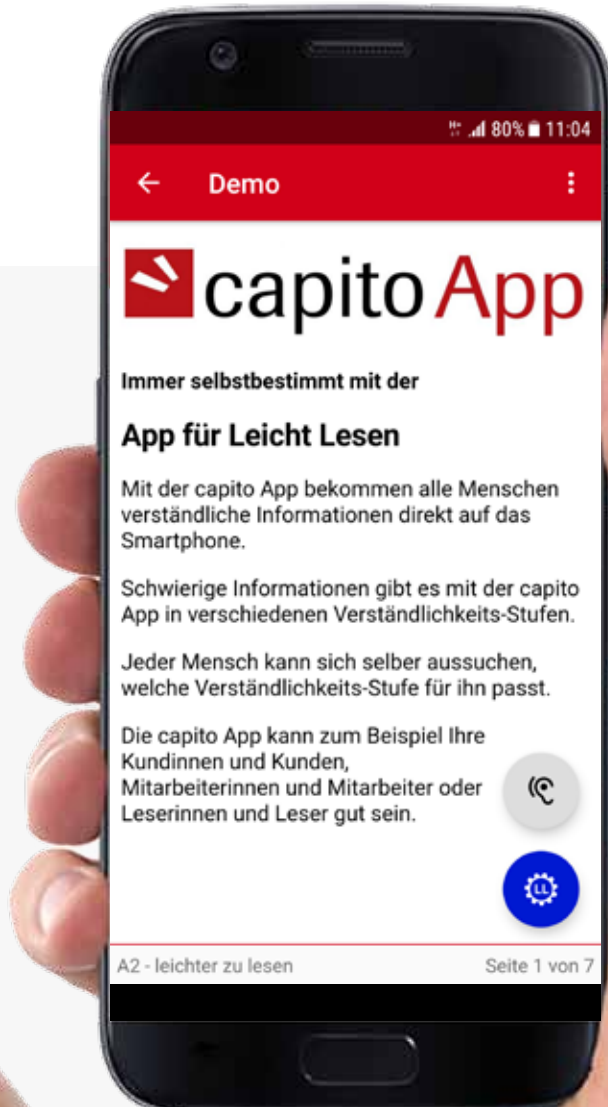 80% 11:04
Demo
capito App
Immer selbstbestimmt mit der
App für Leicht Lesen
Mit der capito App bekommen alle Menschen
verständliche Informationen direkt auf das
Smartphone.
Schwierige Informationen gibt es mit der capito
App in verschiedenen Verständlichkeits-Stufen.
Jeder Mensch kann sich selber aussuchen,
welche Verständlichkeits-Stufe für ihn passt.
Die capito App kann zum Beispiel Ihre
Kundinnen und Kunden,
Mitarbeiterinnen und Mitarbeiter oder
Leserinnen und Leser gut sein.
LL
A2 - leichter zu lesen Seite 1 von 7